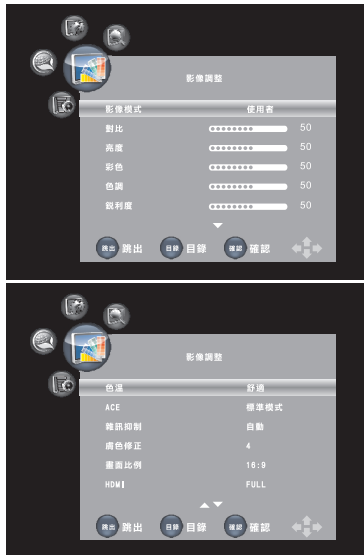 影像調整
影像模式 使用者
對比 50
亮度 50
彩色 50
色調 50
銳利度 50
跳出 跳出 目錄 目錄 確認 確認
影像調整
色溫 舒適
ACE 標準模式
雜訊抑制 自動
膚色修正 4
畫面比例 16:9
HDMI FULL
跳出 跳出 目錄 目錄 確認 確認